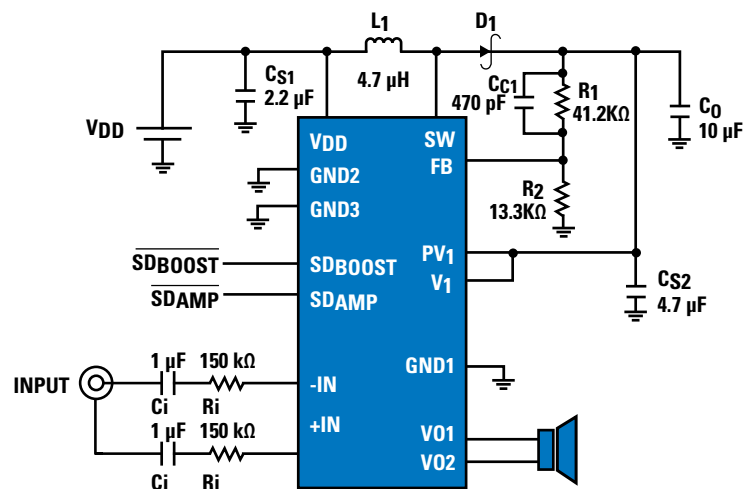 L1
D1
CS1
2.2 µF
4.7 µH
CC1
470 pF
R1
41.2KΩ
CO
10 µF
VDD
VDD
SW
FB
GND2
GND3
R2
13.3KΩ
SDBOOST
SDBOOST
PV1
V1
SDAMP
SDAMP
CS2
4.7 µF
1 µF
150 kΩ
GND1
INPUT
-IN
Ci
Ri
1 µF
150 kΩ
+IN
VO1
VO2
Ci
Ri